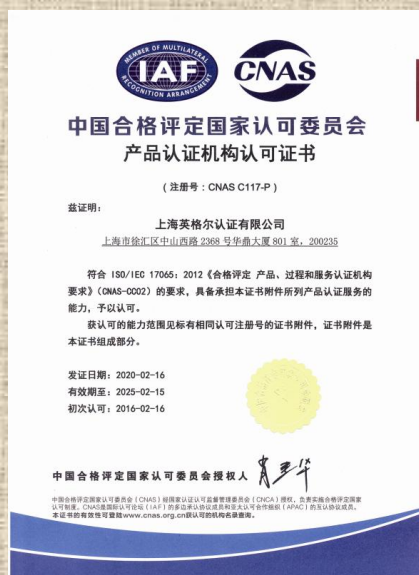 MEMBER OF MULTILATERAL
RECOGNITION ARRANGEMENT
IAF
CNAS
中国合格评定国家认可委员会
产品认证机构认可证书
（注册号：CNAS C117-P）
兹证明：
上海英格尔认证有限公司
上海市徐汇区中山西路 2368 号华鼎大厦 801 室，200235
符合 ISO/IEC 17065：2012《合格评定 产品、过程和服务认证机构
要求》（CNAS-CC02）的要求，具备承担本证书附件所列产品认证服务的
能力，予以认可。
获认可的能力范围见标有相同认可注册号的证书附件，证书附件是
本证书组成部分。
发证日期：2020-02-16
有效期至：2025-02-15
初次认可：2016-02-16
中国合格评定国家认可委员会授权人
中国合格评定国家认可委员会（CNAS）经国家认证认可监督管理委员会（CNCA）授权，负责实施合格评定国家
认可制度。CNAS是国际认可论坛（IAF）的多边承认协议成员和亚太认可合作组织（APAC）的互认协议成员。
本证书的有效性可登陆www.cnas.org.cn获认可的机构名录查询。